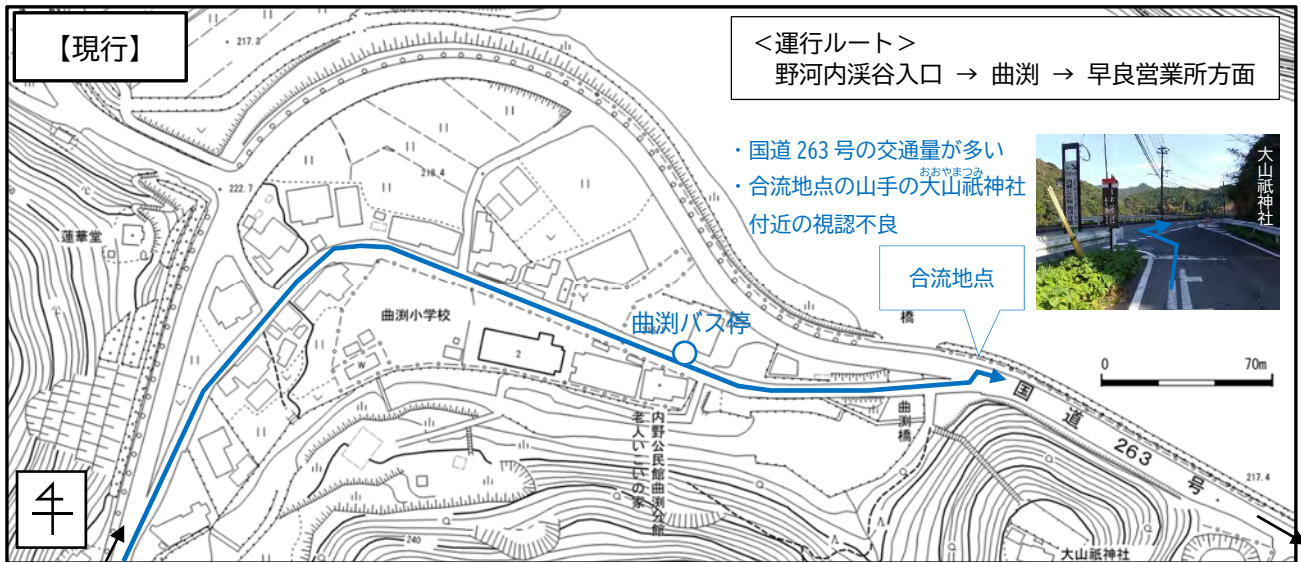 【現行】
＜運行ルート＞
野河内渓谷入口 → 曲渕 → 早良営業所方面
・国道 263 号の交通量が多い
・合流地点の山手の大山祇神社
おおやまつみ
付近の視認不良
大山祇神社
合流地点
217.3
218.4
222.7
蓮華堂
曲渕小学校
2
W
曲渕バス停
橋
0 70m
国道 263 号
曲渕橋
内野公民館曲渕分館
老人いこいの家
217.4
240
大山祇神社